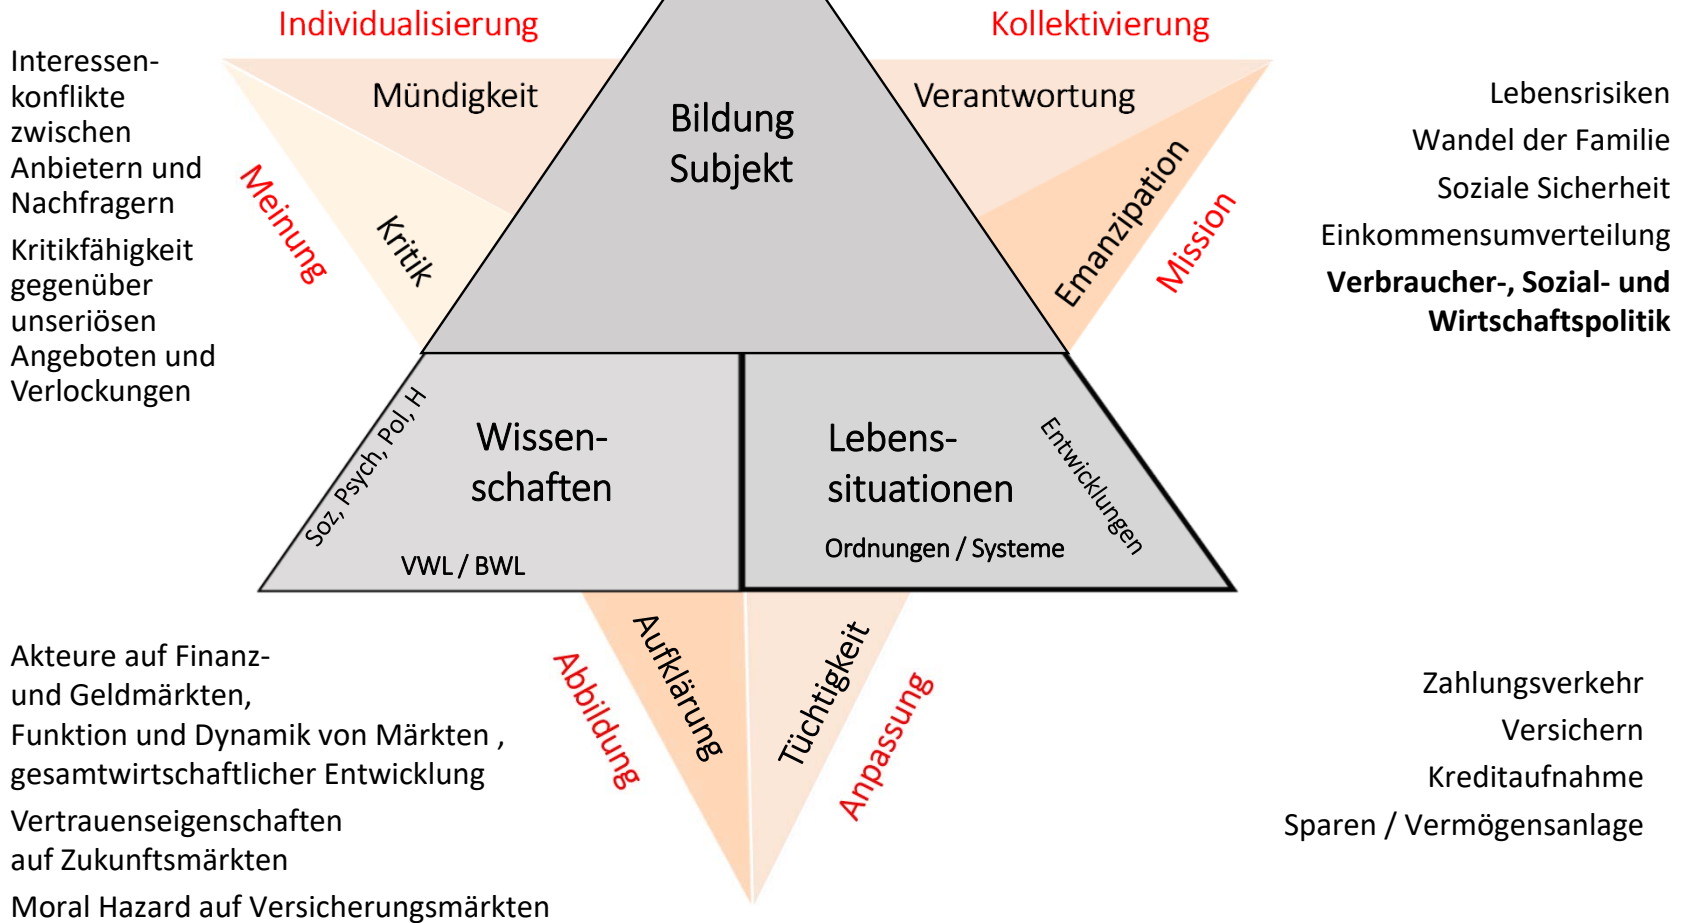 Individualisierung
Kollektivierung
Interessen-
konflikte
zwischen
Anbietern und
Nachfragern
Kritikfähigkeit
gegenüber
unseriösen
Angeboten und
Verlockungen
Mündigkeit
Meinung
Kritik
Bildung
Subjekt
Verantwortung
Emanzipation
Mission
Lebensrisiken
Wandel der Familie
Soziale Sicherheit
Einkommensumverteilung
Verbraucher-, Sozial- und
Wirtschaftspolitik
Soz, Psych, Pol, H
Wissen-
schaften
VWL / BWL
Lebens-
situationen
Ordnungen / Systeme
Entwicklungen
Akteure auf Finanz-
und Geldmärkten,
Funktion und Dynamik von Märkten ,
gesamtwirtschaftlicher Entwicklung
Vertrauenseigenschaften
auf Zukunftsmärkten
Moral Hazard auf Versicherungsmärkten
Abbildung
Aufklärung
Tüchtigkeit
Anpassung
Zahlungsverkehr
Versichern
Kreditaufnahme
Sparen / Vermögensanlage